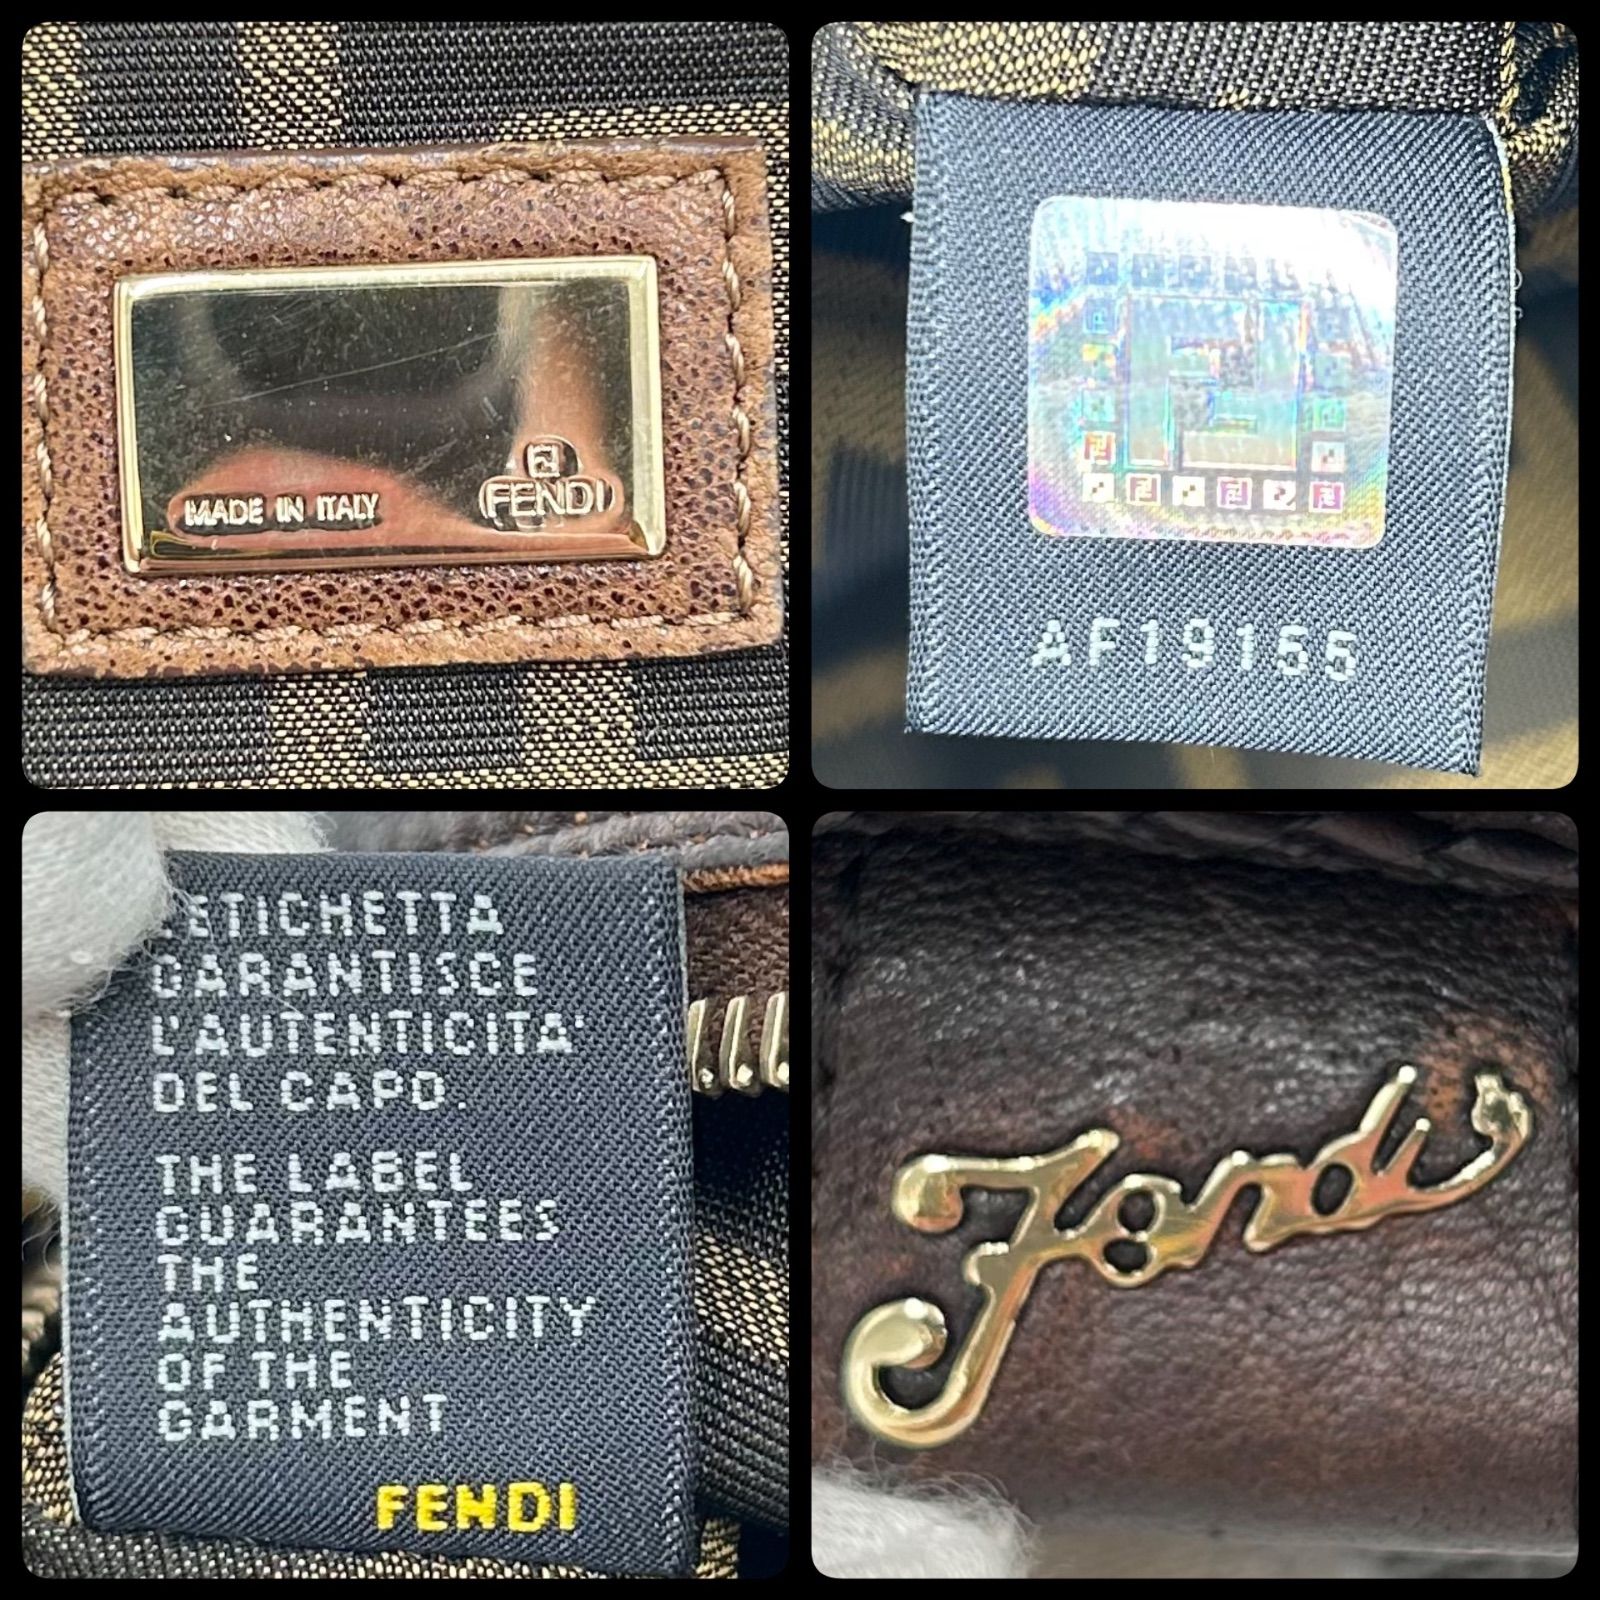 MADE IN ITALY
FENDI
AF19155
ETICHETTA
GARANTISCE
L'AUTENTICITA'
DEL CAPO.
THE LABEL
GUARANTEES
THE
AUTHENTICITY
OF THE
GARMENT
FENDI
Fendi